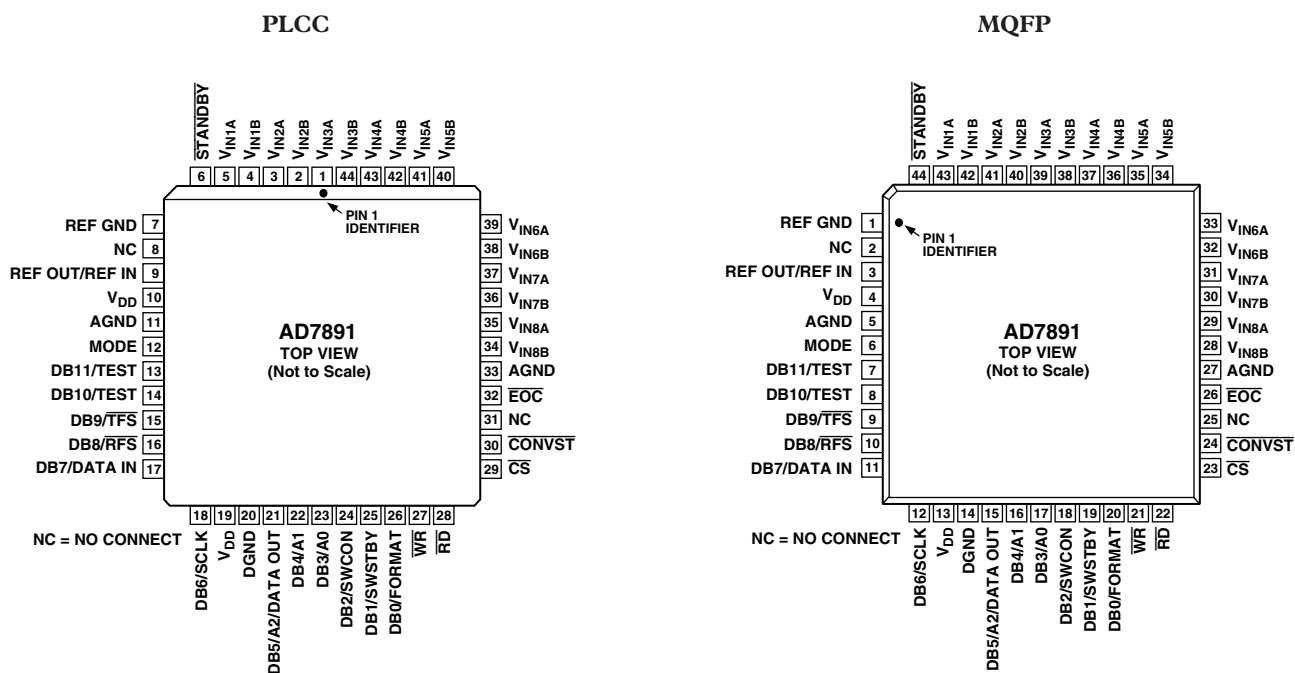 PLCC
STANDBY
VIN1A
VIN1B
VIN2A
VIN2B
VIN3A
VIN3B
VIN4A
VIN4B
VIN5A
VIN5B
6 5 4 3 2 1 44 43 42 41 40
PIN 1
IDENTIFIER
REF GND 7
NC 8
REF OUT/REF IN 9
VDD 10
AGND 11
MODE 12
DB11/TEST 13
DB10/TEST 14
DB9/TFS 15
DB8/RFS 16
DB7/DATA IN 17
AD7891
TOP VIEW
(Not to Scale)
39 VIN6A
38 VIN6B
37 VIN7A
36 VIN7B
35 VIN8A
34 VIN8B
33 AGND
32 EOC
31 NC
30 CONVST
29 CS
18 19 20 21 22 23 24 25 26 27 28
DB6/SCLK
VDD
DGND
DB5/A2/DATA OUT
DB4/A1
DB3/A0
DB2/SWCON
DB1/SWSTBY
DB0/FORMAT
WR
RD
NC = NO CONNECT
MQFP
STANDBY
VIN1A
VIN1B
VIN2A
VIN2B
VIN3A
VIN3B
VIN4A
VIN4B
VIN5A
VIN5B
44 43 42 41 40 39 38 37 36 35 34
PIN 1
IDENTIFIER
REF GND 1
NC 2
REF OUT/REF IN 3
VDD 4
AGND 5
MODE 6
DB11/TEST 7
DB10/TEST 8
DB9/TFS 9
DB8/RFS 10
DB7/DATA IN 11
AD7891
TOP VIEW
(Not to Scale)
33 VIN6A
32 VIN6B
31 VIN7A
30 VIN7B
29 VIN8A
28 VIN8B
27 AGND
26 EOC
25 NC
24 CONVST
23 CS
12 13 14 15 16 17 18 19 20 21 22
DB6/SCLK
VDD
DGND
DB5/A2/DATA OUT
DB4/A1
DB3/A0
DB2/SWCON
DB1/SWSTBY
DB0/FORMAT
WR
RD
NC = NO CONNECT